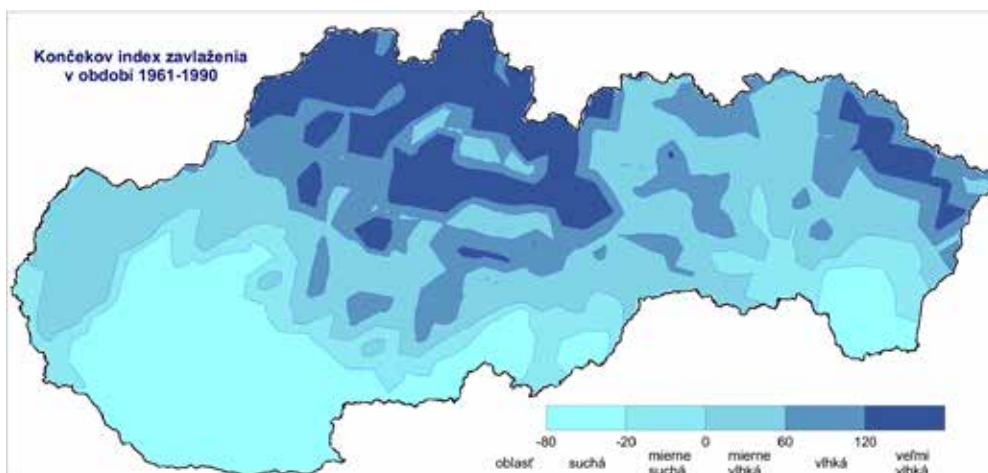 Končekov index zavlaženia
v období 1961-1990
-80 -20 0 60 120
oblasť suchá mierne suchá mierne vlhká vlhká veľmi vlhká